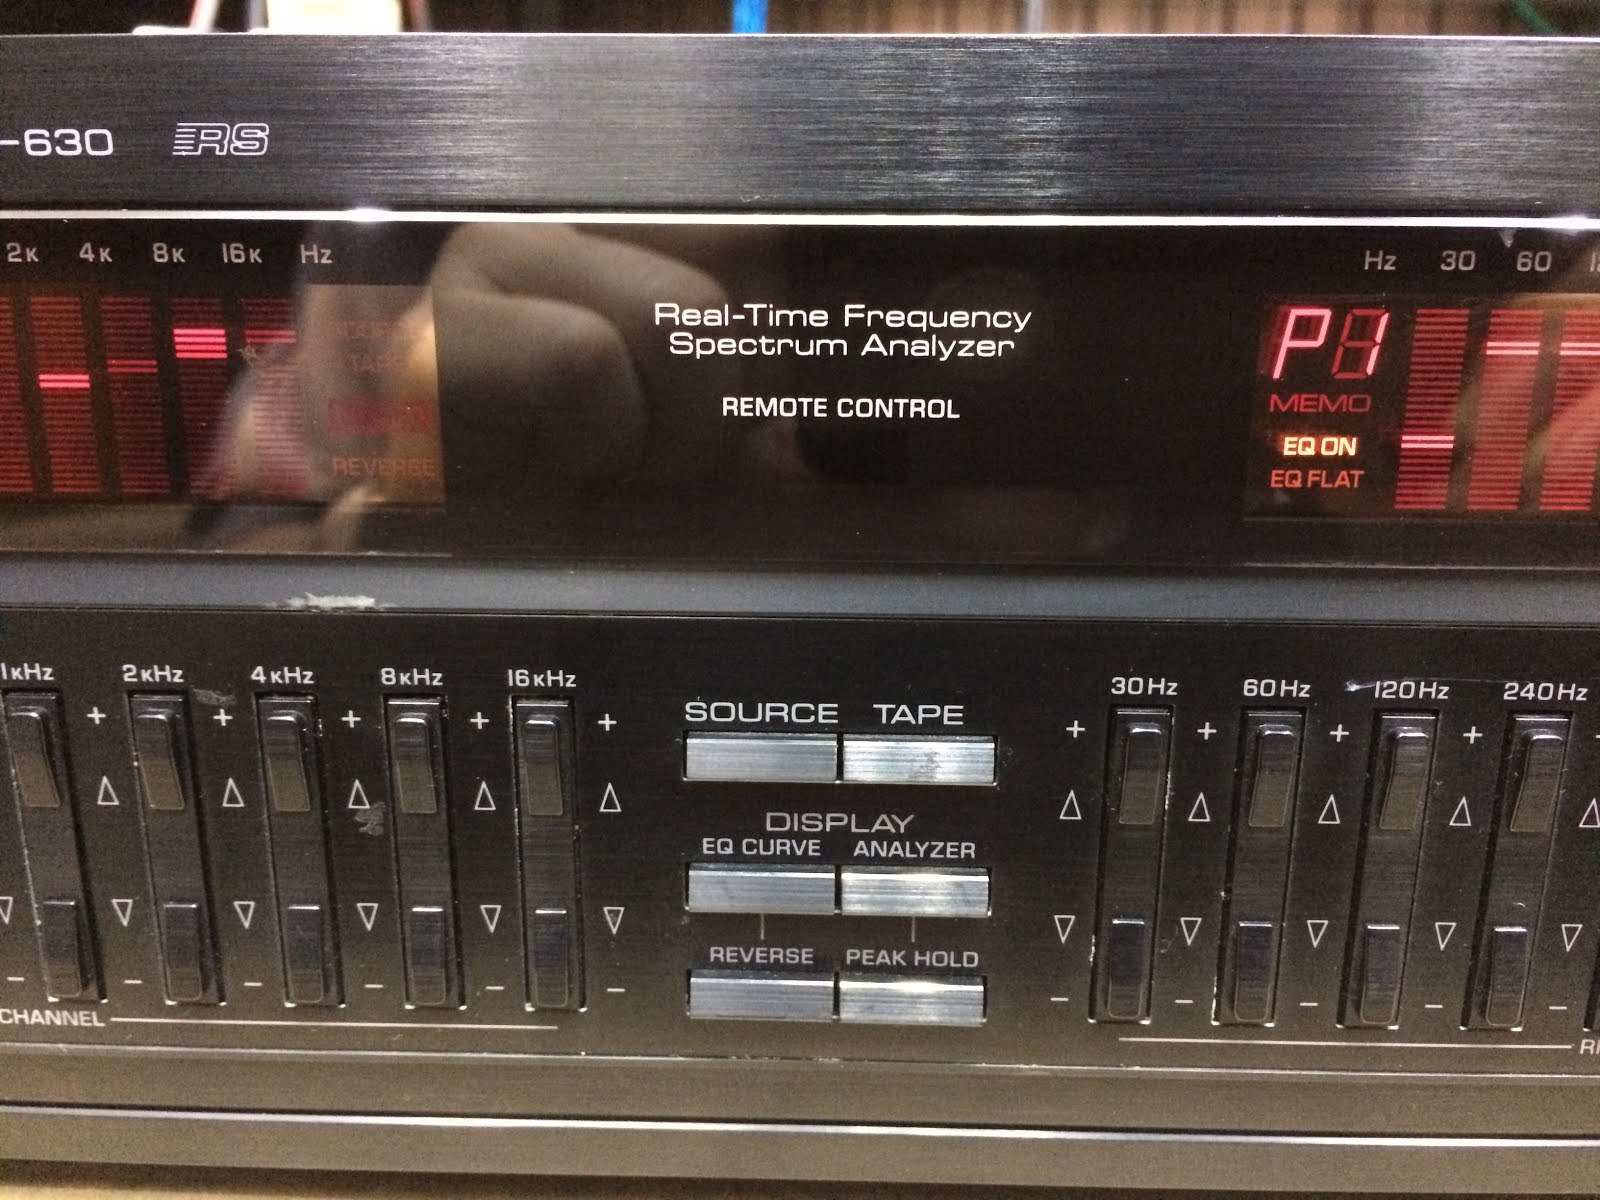 -630 RS
2K 4K 8K 16K Hz
Hz 30 60
Real-Time Frequency
Spectrum Analyzer
REMOTE CONTROL
P1
MEMO
EQ ON
EQ FLAT
REVERSE
1KHZ 2KHZ 4KHZ 8KHZ 16KHZ
SOURCE TAPE
30Hz 60Hz 120Hz 240Hz
+ + + + +
+ + + +
DISPLAY
EQ CURVE ANALYZER
REVERSE PEAK HOLD
- - - - - -
- - - - -
CHANNEL